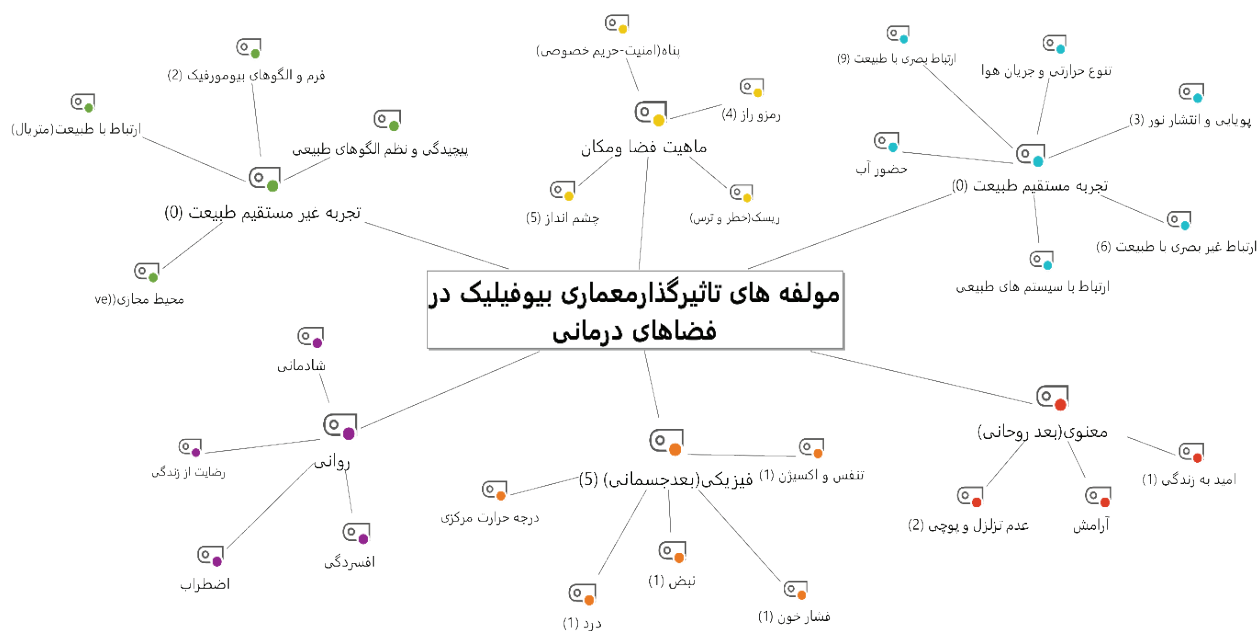 پناه(امنیت-حریم خصوصی)
رمزو راز (4)
ماهیت فضا ومکان
چشم انداز (5)
ریسک(خطر و ترس)
ارتباط بصری با طبیعت (9)
تنوع حرارتی و جریان هوا
پویایی و انتشار نور (3)
حضور آب
تجربه مستقیم طبیعت (0)
ارتباط غیر بصری با طبیعت (6)
ارتباط با سیستم های طبیعی
فرم و الگوهای بیومورفیک (2)
ارتباط با طبیعت(متریال)
پیچیدگی و نظم الگوهای طبیعی
تجربه غیر مستقیم طبیعت (0)
محیط مجازی((ve
مولفه های تاثیرگذارمعماری بیوفیلیک در
فضاهای درمانی
معنوی(بعد روحانی)
امید به زندگی (1)
آرامش
عدم تزلزل و پوچی (2)
فیزیکی(بعدجسمانی) (5)
تنفس و اکسیژن (1)
درجه حرارت مرکزی
نبض (1)
فشار خون (1)
درد (1)
شادمانی
روانی
رضایت از زندگی
افسردگی
اضطراب